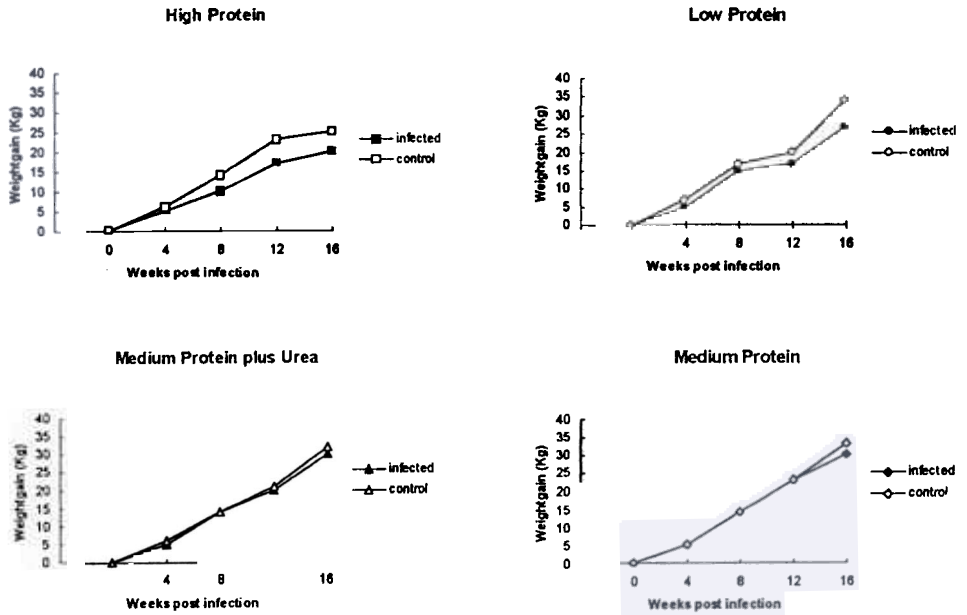 High Protein
40
35
30
25
20
15
10
5
0
Weightgain (Kg)
0 4 8 12 16
Weeks post infection
infected
control
Low Protein
40
35
30
25
20
15
10
5
0
Weightgain (Kg)
4 8 12 16
Weeks post infection
infected
control
Medium Protein plus Urea
40
35
30
25
20
15
10
5
0
Weightgain (Kg)
4 8 16
Weeks post infection
infected
control
Medium Protein
40
35
30
25
20
15
10
5
0
Weightgain (Kg)
0 4 8 12 16
Weeks post infection
infected
control